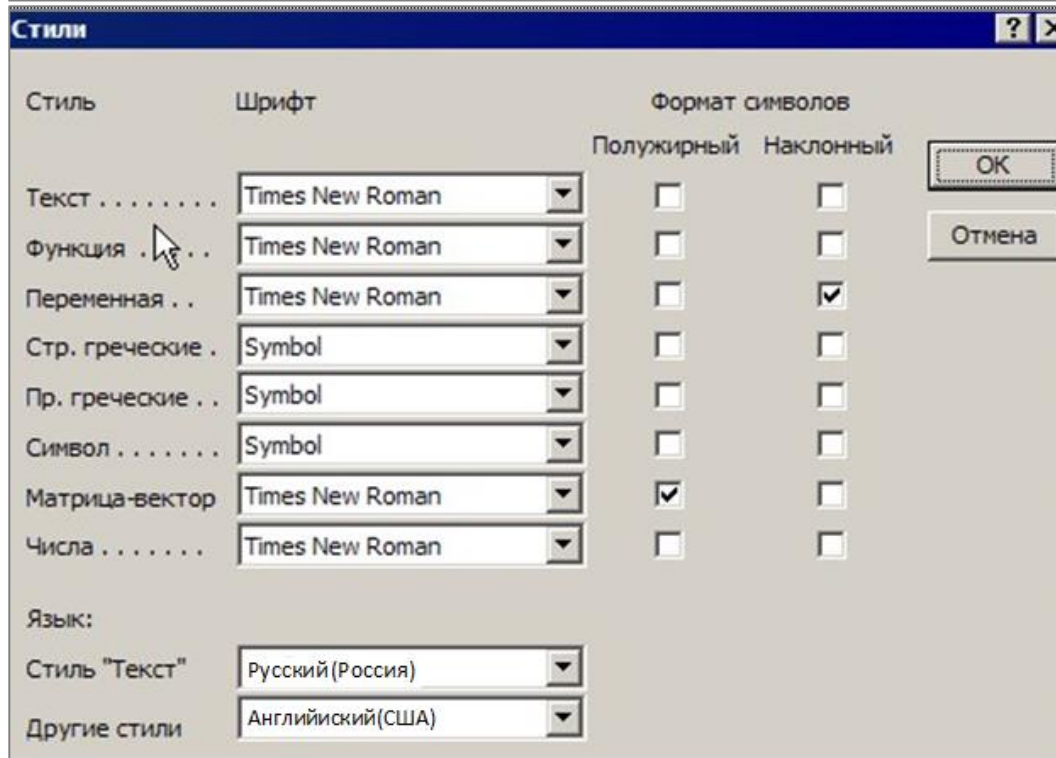 Стили
Стиль Шрифт Формат символов
Полужирный Наклонный
OK
Текст . . . . . . . . Times New Roman
Отмена
Функция . . . . Times New Roman
Переменная . . Times New Roman
Стр. греческие . Symbol
Пр. греческие . . Symbol
Символ . . . . . . . Symbol
Матрица-вектор Times New Roman
Числа . . . . . . . Times New Roman
Язык:
Стиль "Текст" Русский(Россия)
Другие стили Английиский(США)